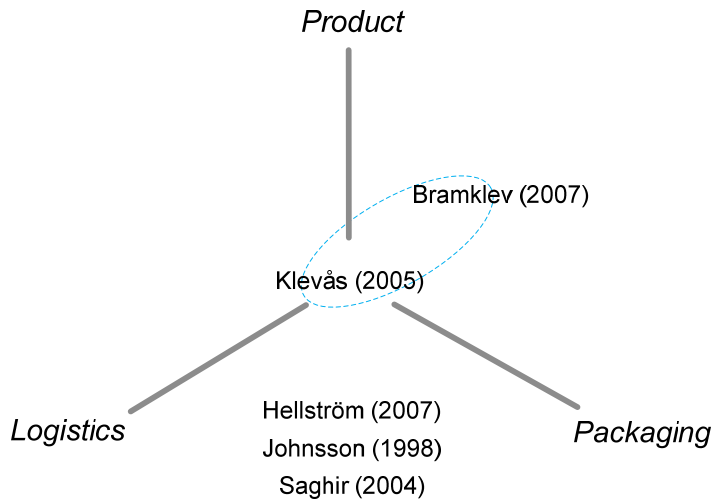 Product
Bramklev (2007)
Klevås (2005)
Hellström (2007)
Logistics
Packaging
Johnsson (1998)
Saghir (2004)